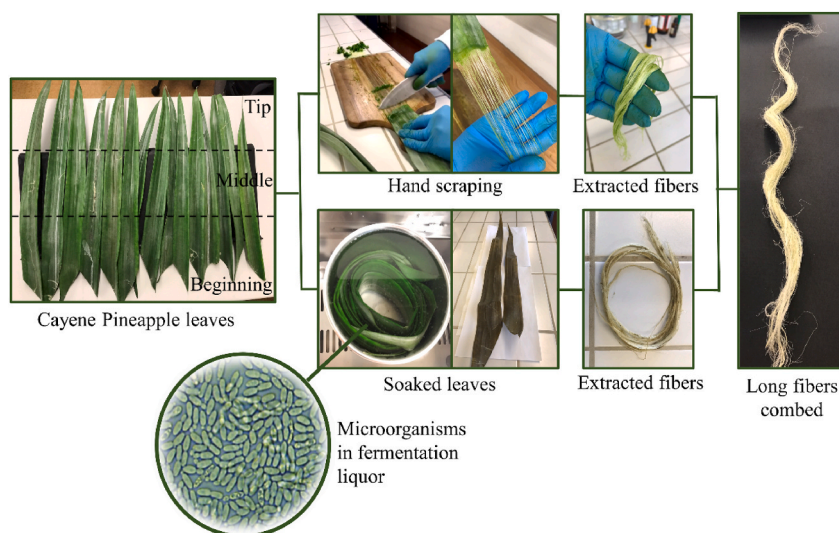 Tip
Middle
Beginning
Cayene Pineapple leaves
Hand scraping
Extracted fibers
Soaked leaves
Extracted fibers
Microorganisms
in fermentation
liquor
Long fibers
combed